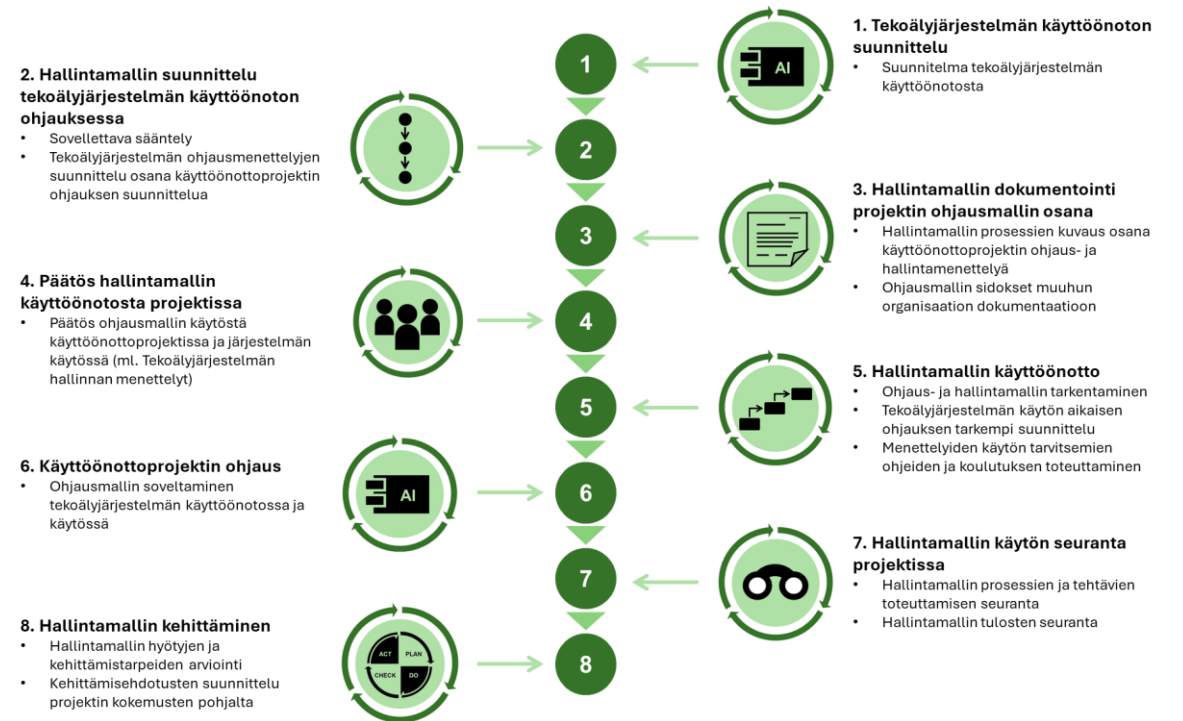 1. Tekoälyjärjestelmän käyttöönoton
suunnittelu
• Suunnitelma tekoälyjärjestelmän
käyttöönotosta
AI
1
2. Hallintamallin suunnittelu
tekoälyjärjestelmän käyttöönoton
ohjauksessa
• Sovellettava sääntely
• Tekoälyjärjestelmän ohjausmenettelyjen
suunnittelu osana käyttöönottoprojektin
ohjauksen suunnittelua
2
3. Hallintamallin dokumentointi
projektin ohjausmallin osana
• Hallintamallin prosessien kuvaus osana
käyttöönottoprojektin ohjaus- ja
hallintamenettelyä
• Ohjausmallin sidokset muuhun
organisaation dokumentaatioon
3
4. Päätös hallintamallin
käyttöönotosta projektissa
• Päätös ohjausmallin käytöstä
käyttöönottoprojektissa ja järjestelmän
käytössä (ml. Tekoälyjärjestelmän
hallinnan menettelyt)
4
5. Hallintamallin käyttöönotto
• Ohjaus- ja hallintamallin tarkentaminen
• Tekoälyjärjestelmän käytön aikaisen
ohjauksen tarkempi suunnittelu
• Menettelyiden käytön tarvitsemien
ohjeiden ja koulutuksen toteuttaminen
5
6. Käyttöönottoprojektin ohjaus
• Ohjausmallin soveltaminen
tekoälyjärjestelmän käyttöönotossa ja
käytössä
AI
6
7. Hallintamallin käytön seuranta
projektissa
• Hallintamallin prosessien ja tehtävien
toteuttamisen seuranta
• Hallintamallin tulosten seuranta
7
8. Hallintamallin kehittäminen
• Hallintamallin hyötyjen ja
kehittämistarpeiden arviointi
• Kehittämisehdotusten suunnittelu
projektin kokemusten pohjalta
ACT PLAN
CHECK DO
8